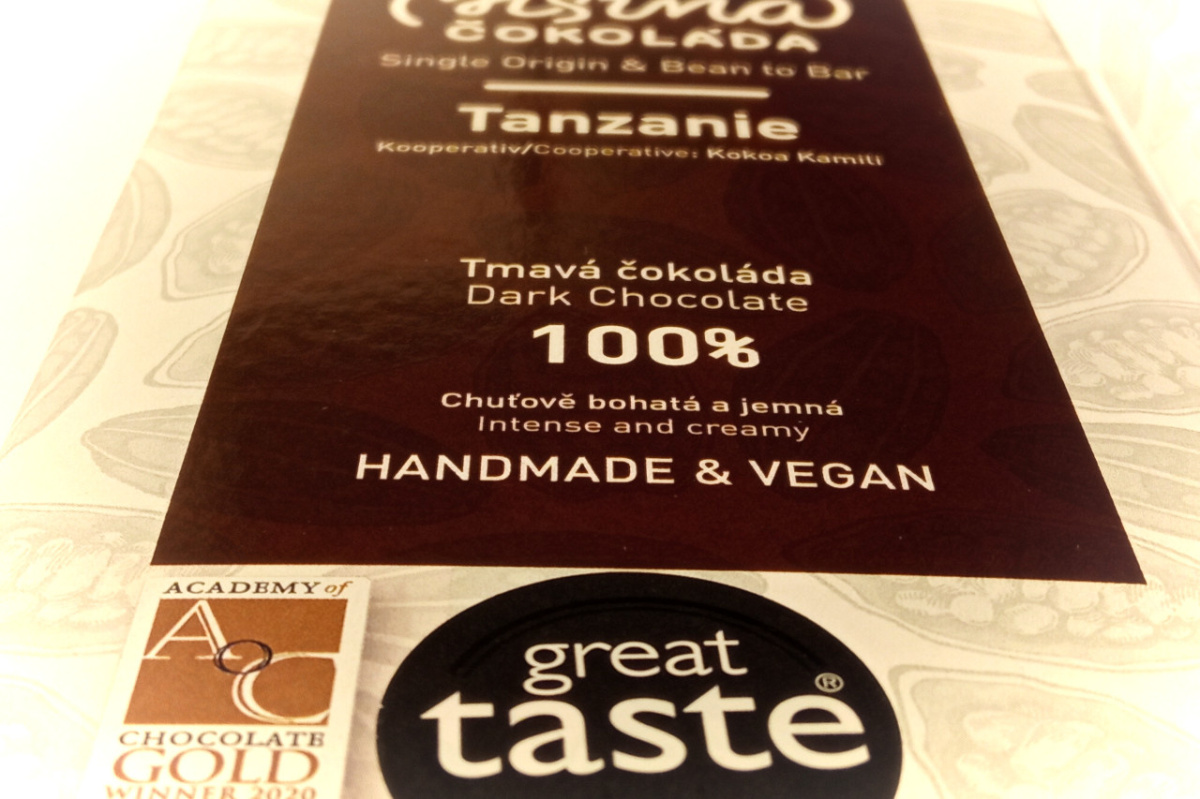 ČOKOLÁDA
Single Origin & Bean to Bar
Tanzanie
Kooperativ/Cooperative: Kokoa Kamili
Tmavá čokoláda
Dark Chocolate
100%
Chuťově bohatá a jemná
Intense and creamy
HANDMADE & VEGAN
ACADEMY of
AoC
CHOCOLATE
GOLD
WINNER 2020
great
taste®